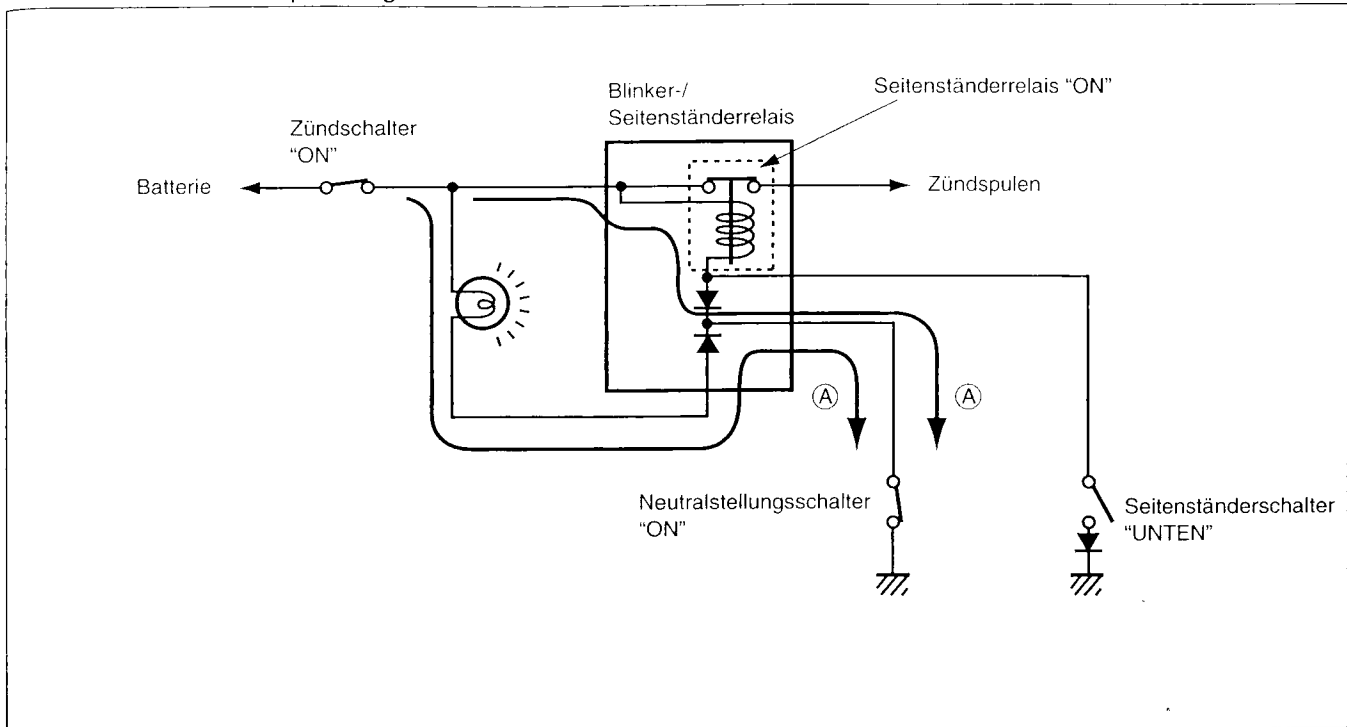 Seitenständerrelais “ON”
Blinker-/
Seitenständerrelais
Zündschalter
“ON”
Batterie
Zündspulen
A
A
Neutralstellungsschalter
“ON”
Seitenständerschalter
“UNTEN”